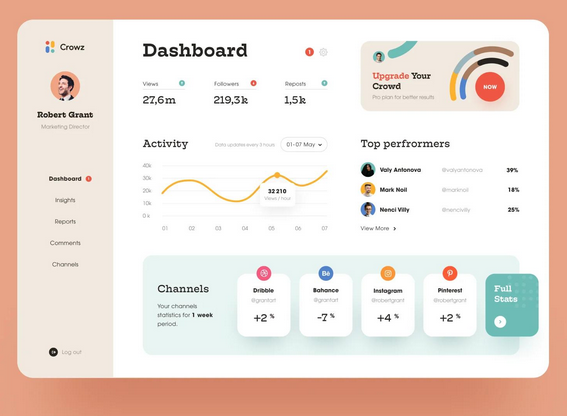 Crowz
Robert Grant
Marketing Director
Dashboard
Insights
Reports
Comments
Channels
Log out
Dashboard
Views
27,6m
Followers
219,3k
Reposts
1,5k
Upgrade Your
Crowd
Pro plan for better results
NOW
Activity
Data updates every 3 hours
01-07 May
40k
30k
20k
10k
0k
32 210
Views / hour
01 02 03 04 05 06 07
Top performers
Valy Antonova @valyantonova 39%
Mark Noil @marknoil 18%
Nenci Villy @nencivilly 25%
View More
Channels
Your channels
statistics for 1 week
period.
Dribble
@grantart
+2 %
Bē
Bahance
@grantart
-7 %
Instagram
@robertgrant
+4 %
Pinterest
@robertgrant
+2 %
Full
Stats